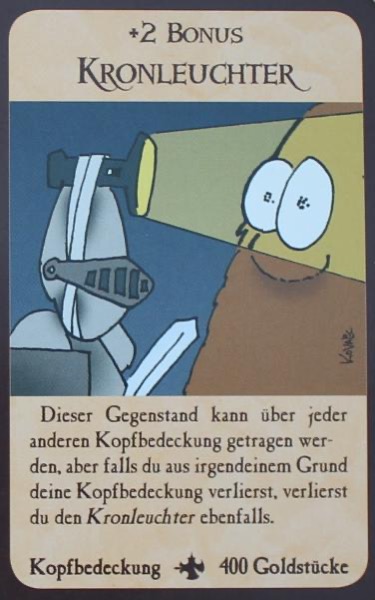 +2 Bonus
Kronleuchter
Kovalic
Dieser Gegenstand kann über jeder
anderen Kopfbedeckung getragen wer-
den, aber falls du aus irgendeinem Grund
deine Kopfbedeckung verlierst, verlierst
du den Kronleuchter ebenfalls.
Kopfbedeckung 400 Goldstücke